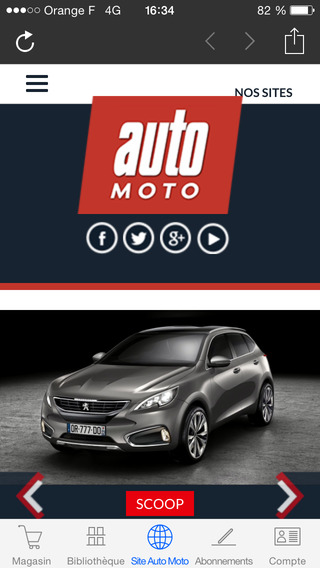 Orange F 4G 16:34 82 %
NOS SITES
auto
MOTO
f g+
QR-777-DD
SCOOP
Magasin Bibliothèque Site Auto Moto Abonnements Compte